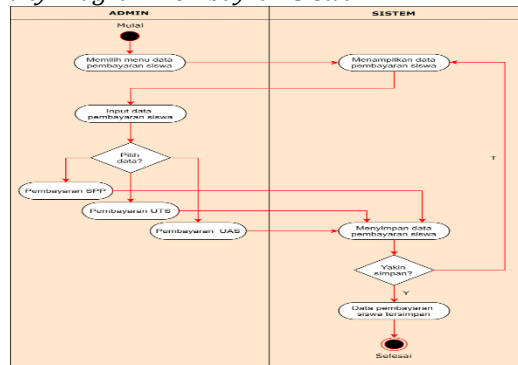 ADMIN
SISTEM
Mulai
Memilih menu data
pembayaran siswa
Menampilkan data
pembayaran siswa
Input data
pembayaran siswa
Pilih
data?
T
Pembayaran SPP
Pembayaran UTS
Pembayaran UAS
Menyimpan data
pembayaran siswa
Yakin
simpan?
Y
Data pembayaran
siswa tersimpan
Selesai